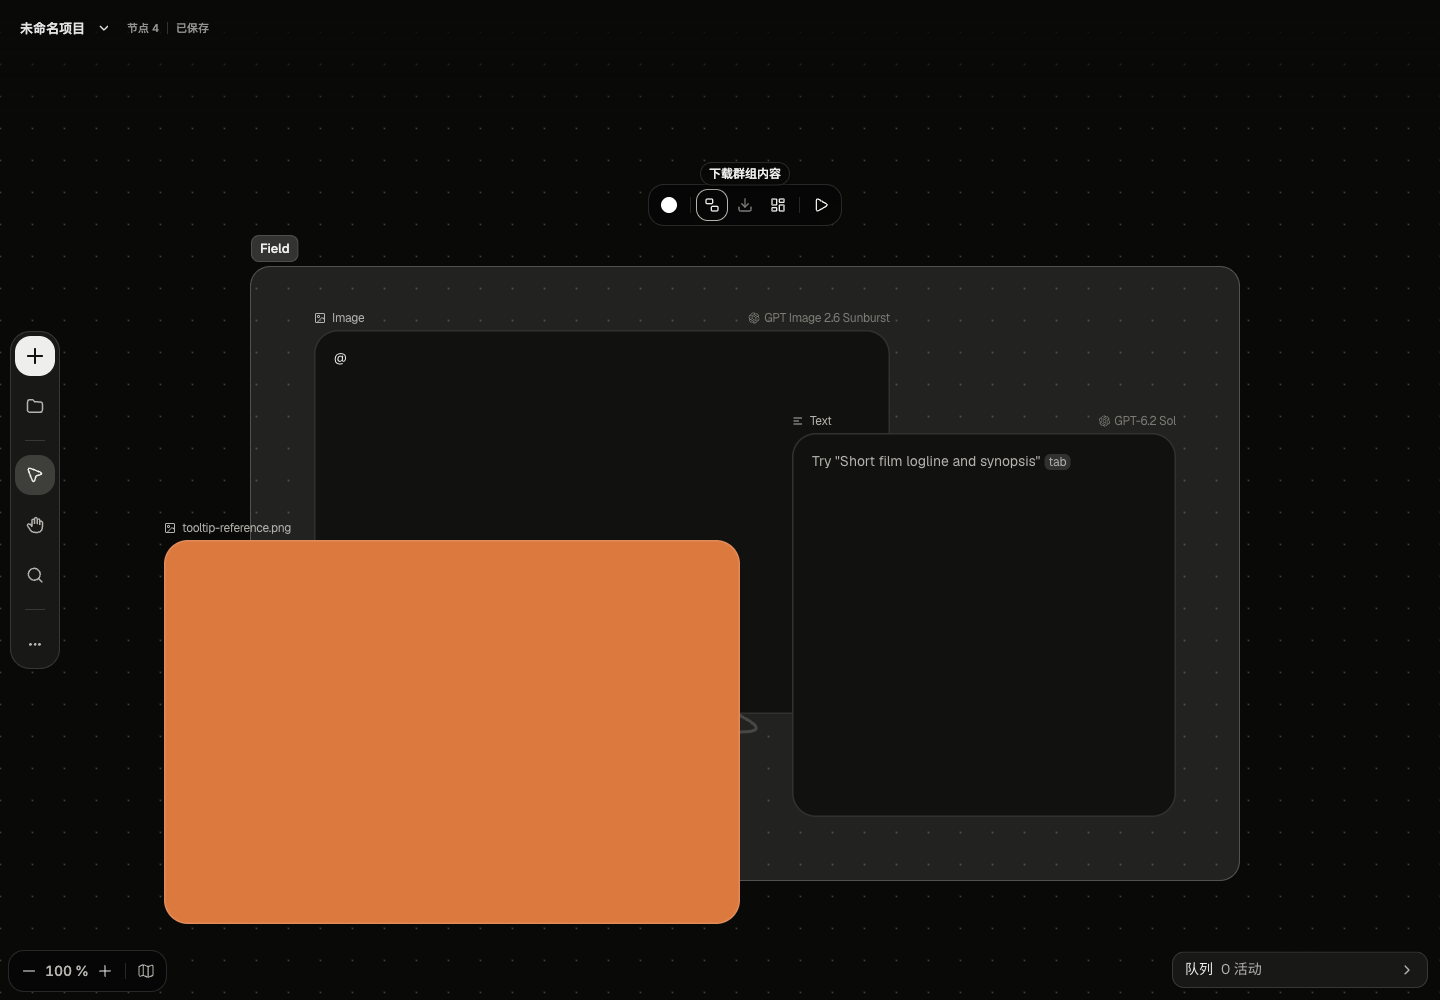 未命名项目
节点 4
已保存
下载群组内容
Field
Image
GPT Image 2.6 Sunburst
@
Text
GPT-6.2 Sol
Try "Short film logline and synopsis" tab
tooltip-reference.png
100 %
队列 0 活动